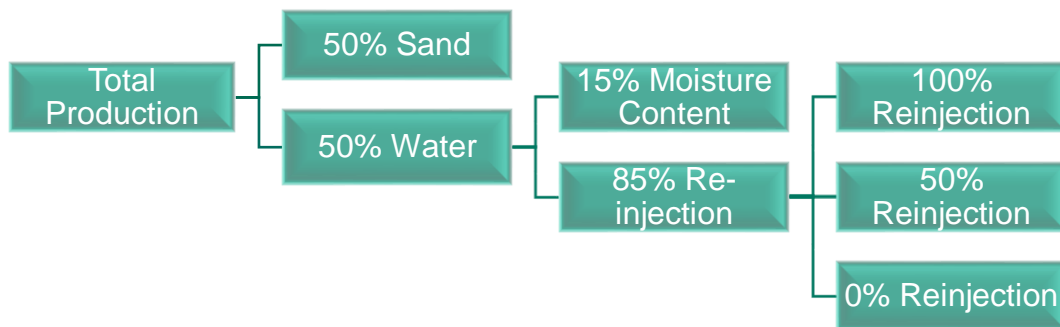 Total
Production
50% Sand
50% Water
15% Moisture
Content
85% Re-
injection
100%
Reinjection
50%
Reinjection
0% Reinjection